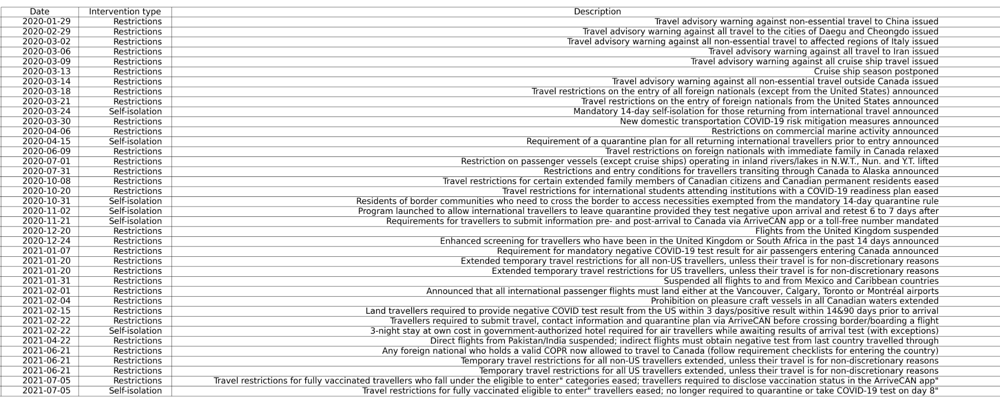 Date Intervention type Description
2020-01-29 Restrictions Travel advisory warning against non-essential travel to China issued
2020-02-29 Restrictions Travel advisory warning against all travel to the cities of Daegu and Cheongdo issued
2020-03-02 Restrictions Travel advisory warning against all non-essential travel to affected regions of Italy issued
2020-03-06 Restrictions Travel advisory warning against all travel to Iran issued
2020-03-09 Restrictions Travel advisory warning against all cruise ship travel issued
2020-03-13 Restrictions Cruise ship season postponed
2020-03-14 Restrictions Travel advisory warning against all non-essential travel outside Canada issued
2020-03-18 Restrictions Travel restrictions on the entry of all foreign nationals (except from the United States) announced
2020-03-21 Restrictions Travel restrictions on the entry of foreign nationals from the United States announced
2020-03-24 Self-isolation Mandatory 14-day self-isolation for those returning from international travel announced
2020-03-30 Restrictions New domestic transportation COVID-19 risk mitigation measures announced
2020-04-06 Restrictions Restrictions on commercial marine activity announced
2020-04-15 Self-isolation Requirement of a quarantine plan for all returning international travellers prior to entry announced
2020-06-09 Restrictions Travel restrictions on foreign nationals with immediate family in Canada relaxed
2020-07-01 Restrictions Restriction on passenger vessels (except cruise ships) operating in inland rivers/lakes in N.W.T., Nun. and Y.T. lifted
2020-07-31 Restrictions Restrictions and entry conditions for travellers transiting through Canada to Alaska announced
2020-10-08 Restrictions Travel restrictions for certain extended family members of Canadian citizens and Canadian permanent residents eased
2020-10-20 Restrictions Travel restrictions for international students attending institutions with a COVID-19 readiness plan eased
2020-10-31 Self-isolation Residents of border communities who need to cross the border to access necessities exempted from the mandatory 14-day quarantine rule
2020-11-02 Self-isolation Program launched to allow international travellers to leave quarantine provided they test negative upon arrival and retest 6 to 7 days after
2020-11-21 Self-isolation Requirements for travellers to submit information pre- and post-arrival to Canada via ArriveCAN app or a toll-free number mandated
2020-12-20 Restrictions Flights from the United Kingdom suspended
2020-12-24 Restrictions Enhanced screening for travellers who have been in the United Kingdom or South Africa in the past 14 days announced
2021-01-07 Restrictions Requirement for mandatory negative COVID-19 test result for air passengers entering Canada announced
2021-01-20 Restrictions Extended temporary travel restrictions for all non-US travellers, unless their travel is for non-discretionary reasons
2021-01-20 Restrictions Extended temporary travel restrictions for US travellers, unless their travel is for non-discretionary reasons
2021-01-31 Restrictions Suspended all flights to and from Mexico and Caribbean countries
2021-02-01 Restrictions Announced that all international passenger flights must land either at the Vancouver, Calgary, Toronto or Montréal airports
2021-02-04 Restrictions Prohibition on pleasure craft vessels in all Canadian waters extended
2021-02-15 Restrictions Land travellers required to provide negative COVID test result from the US within 3 days/positive result within 14&90 days prior to arrival
2021-02-22 Restrictions Travellers required to submit travel, contact information and quarantine plan via ArriveCAN before crossing border/boarding a flight
2021-02-22 Self-isolation 3-night stay at own cost in government-authorized hotel required for air travellers while awaiting results of arrival test (with exceptions)
2021-04-22 Restrictions Direct flights from Pakistan/India suspended; indirect flights must obtain negative test from last country travelled through
2021-06-21 Restrictions Any foreign national who holds a valid COPR now allowed to travel to Canada (follow requirement checklists for entering the country)
2021-06-21 Restrictions Temporary travel restrictions for all non-US travellers extended, unless their travel is for non-discretionary reasons
2021-06-21 Restrictions Temporary travel restrictions for all US travellers extended, unless their travel is for non-discretionary reasons
2021-07-05 Restrictions Travel restrictions for fully vaccinated travellers who fall under the eligible to enter" categories eased; travellers required to disclose vaccination status in the ArriveCAN app"
2021-07-05 Self-isolation Travel restrictions for fully vaccinated eligible to enter" travellers eased; no longer required to quarantine or take COVID-19 test on day 8"